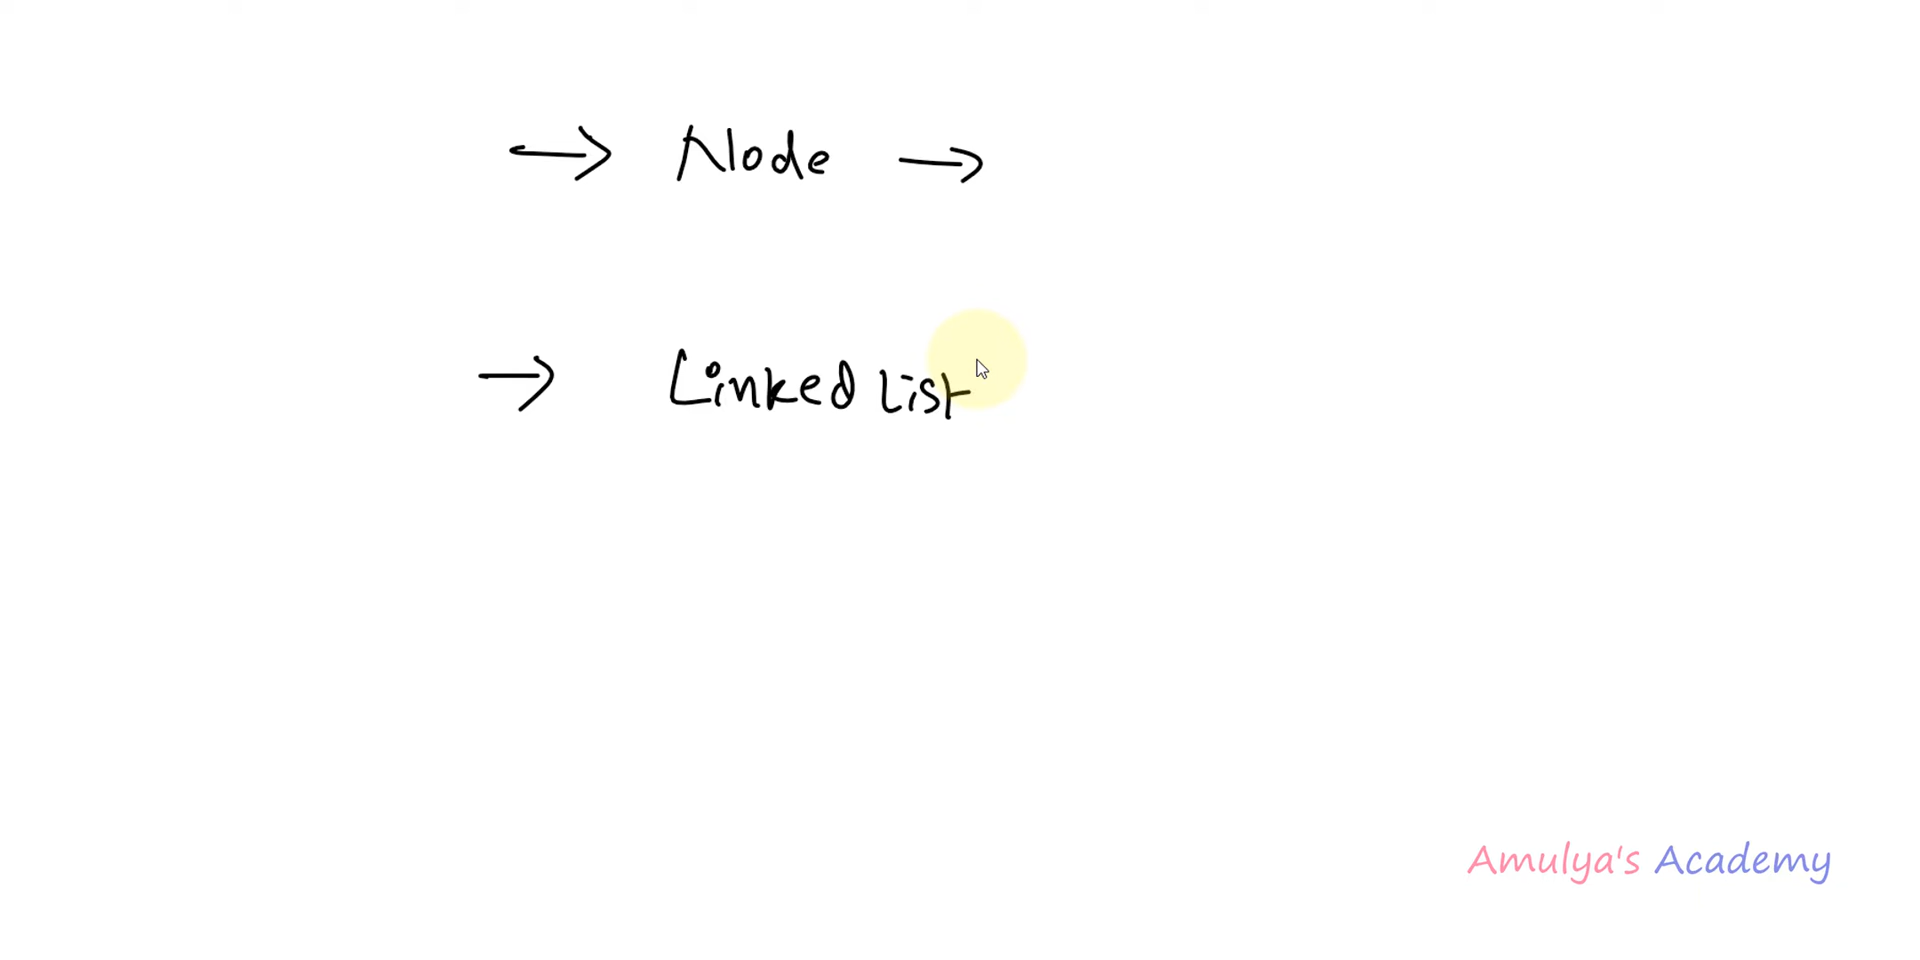 → Node →
→ Linked List
Amulya's Academy